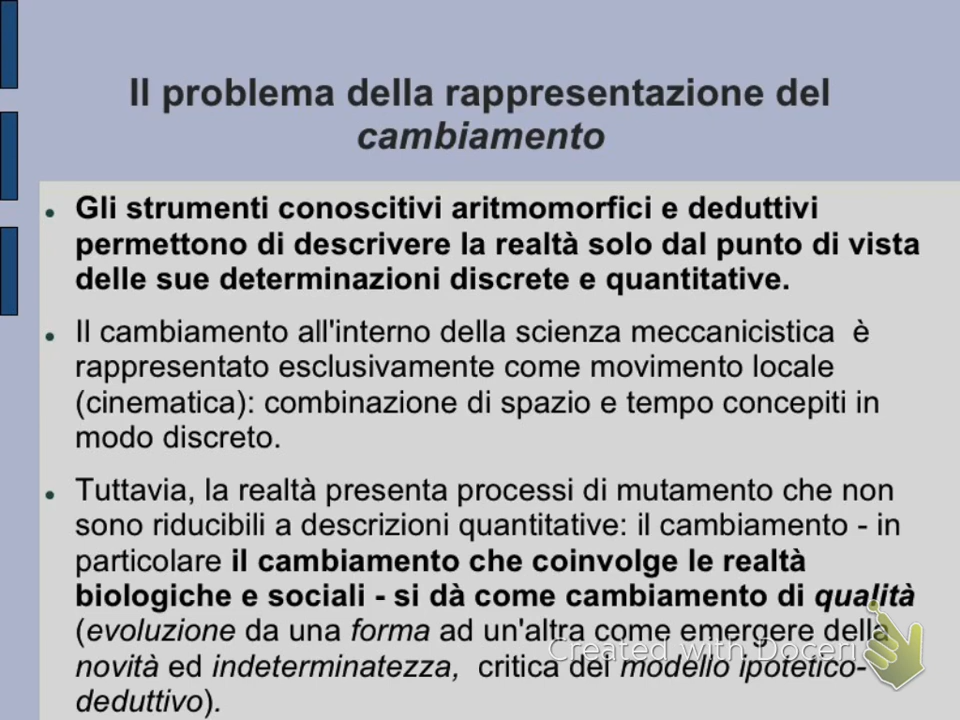 Il problema della rappresentazione del
cambiamento
Gli strumenti conoscitivi aritmomorfici e deduttivi
permettono di descrivere la realtà solo dal punto di vista
delle sue determinazioni discrete e quantitative.
Il cambiamento all'interno della scienza meccanicistica è
rappresentato esclusivamente come movimento locale
(cinematica): combinazione di spazio e tempo concepiti in
modo discreto.
Tuttavia, la realtà presenta processi di mutamento che non
sono riducibili a descrizioni quantitative: il cambiamento - in
particolare il cambiamento che coinvolge le realtà
biologiche e sociali - si dà come cambiamento di qualità
(evoluzione da una forma ad un'altra come emergere della
novità ed indeterminatezza, critica del modello ipotetico-
deduttivo).
Created with Doceri